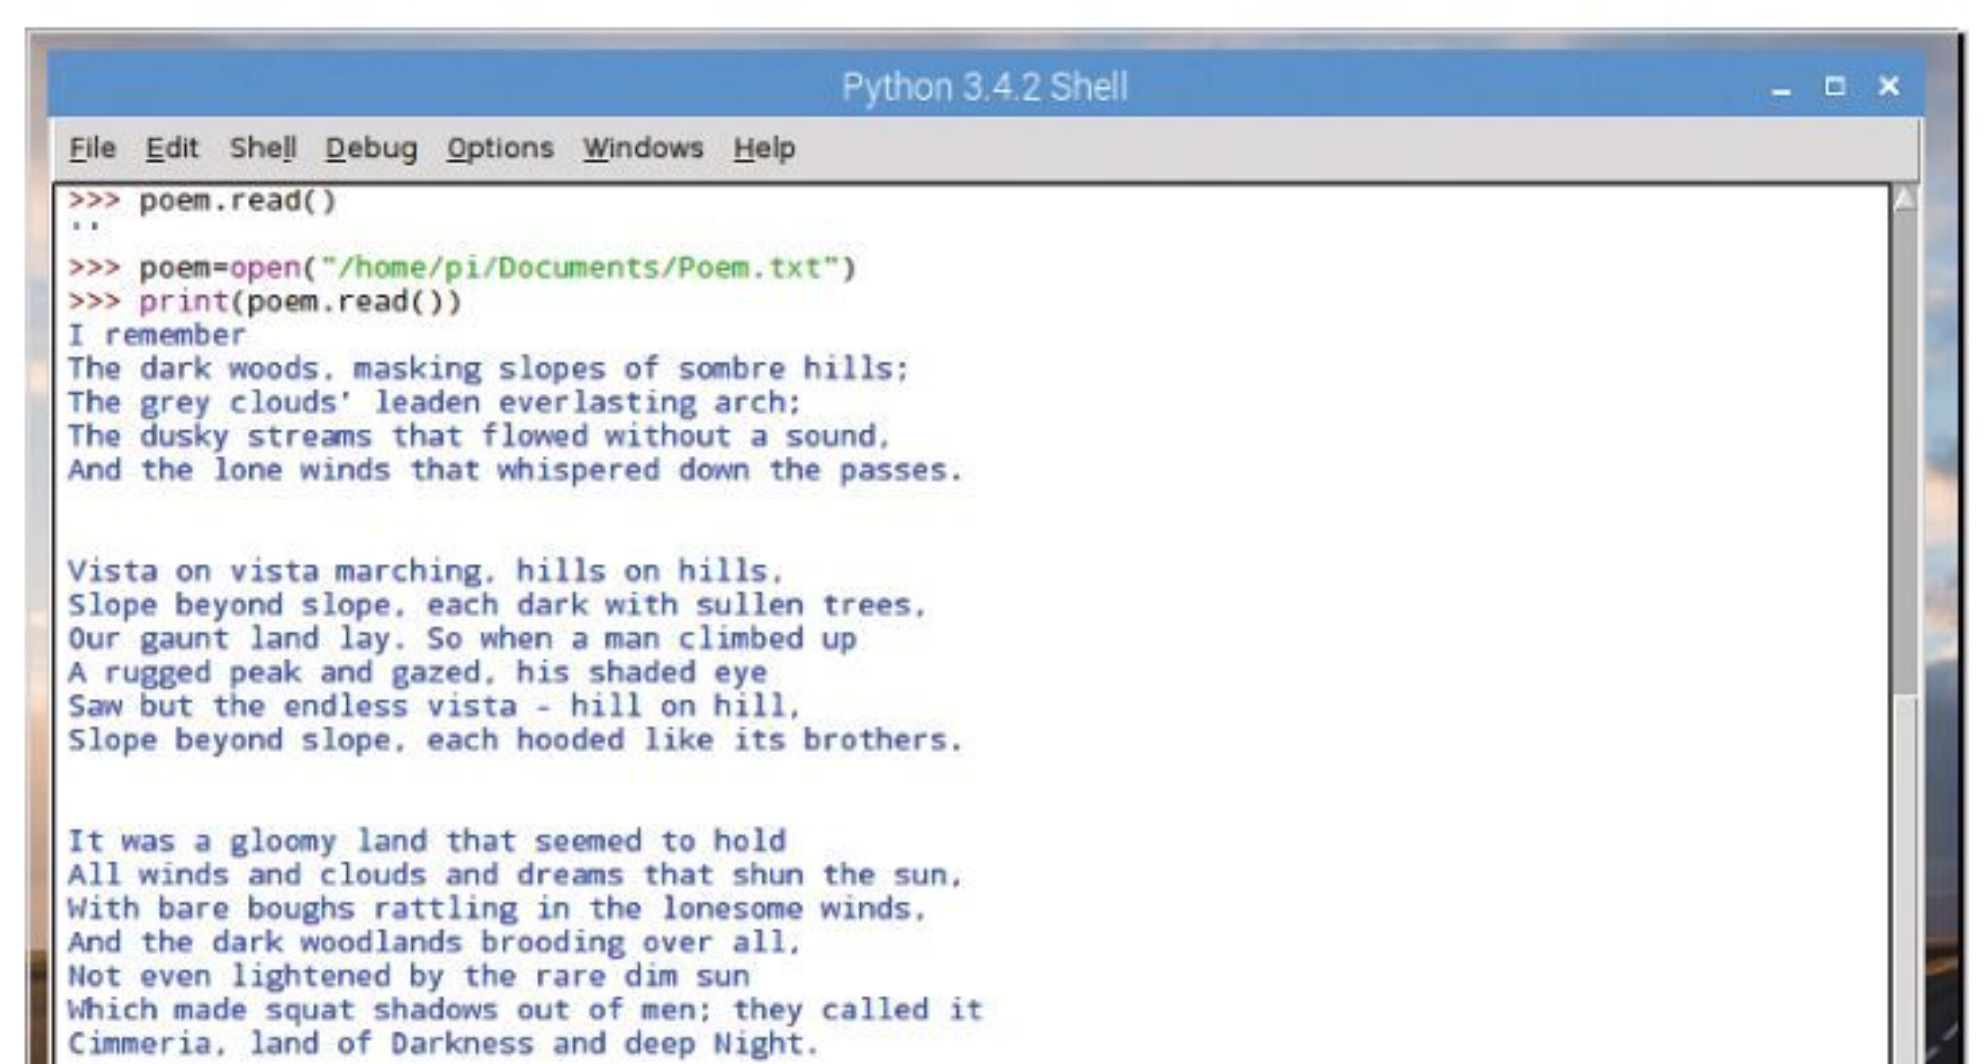 Python 3.4.2 Shell
File Edit Shell Debug Options Windows Help
>>> poem.read()
''
>>> poem=open("/home/pi/Documents/Poem.txt")
>>> print(poem.read())
I remember
The dark woods, masking slopes of sombre hills;
The grey clouds' leaden everlasting arch;
The dusky streams that flowed without a sound,
And the lone winds that whispered down the passes.
Vista on vista marching, hills on hills,
Slope beyond slope, each dark with sullen trees,
Our gaunt land lay. So when a man climbed up
A rugged peak and gazed, his shaded eye
Saw but the endless vista - hill on hill,
Slope beyond slope, each hooded like its brothers.
It was a gloomy land that seemed to hold
All winds and clouds and dreams that shun the sun,
With bare boughs rattling in the lonesome winds,
And the dark woodlands brooding over all,
Not even lightened by the rare dim sun
Which made squat shadows out of men; they called it
Cimmeria, land of Darkness and deep Night.